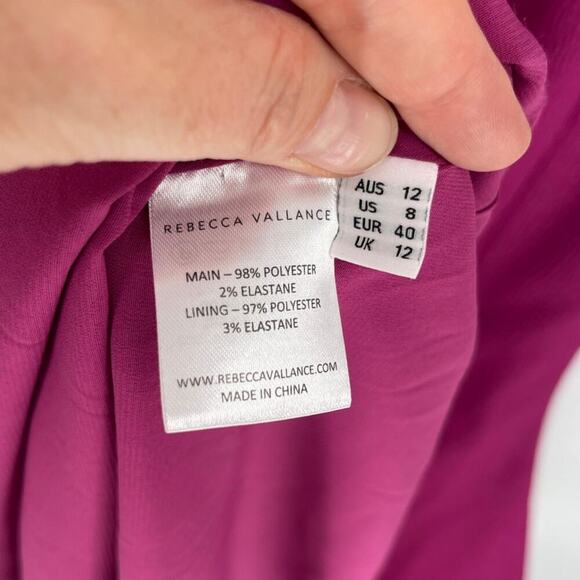 REBECCA VALLANCE
MAIN – 98% POLYESTER
2% ELASTANE
LINING – 97% POLYESTER
3% ELASTANE
WWW.REBECCAVALLANCE.COM
MADE IN CHINA
AUS 12
US 8
EUR 40
UK 12